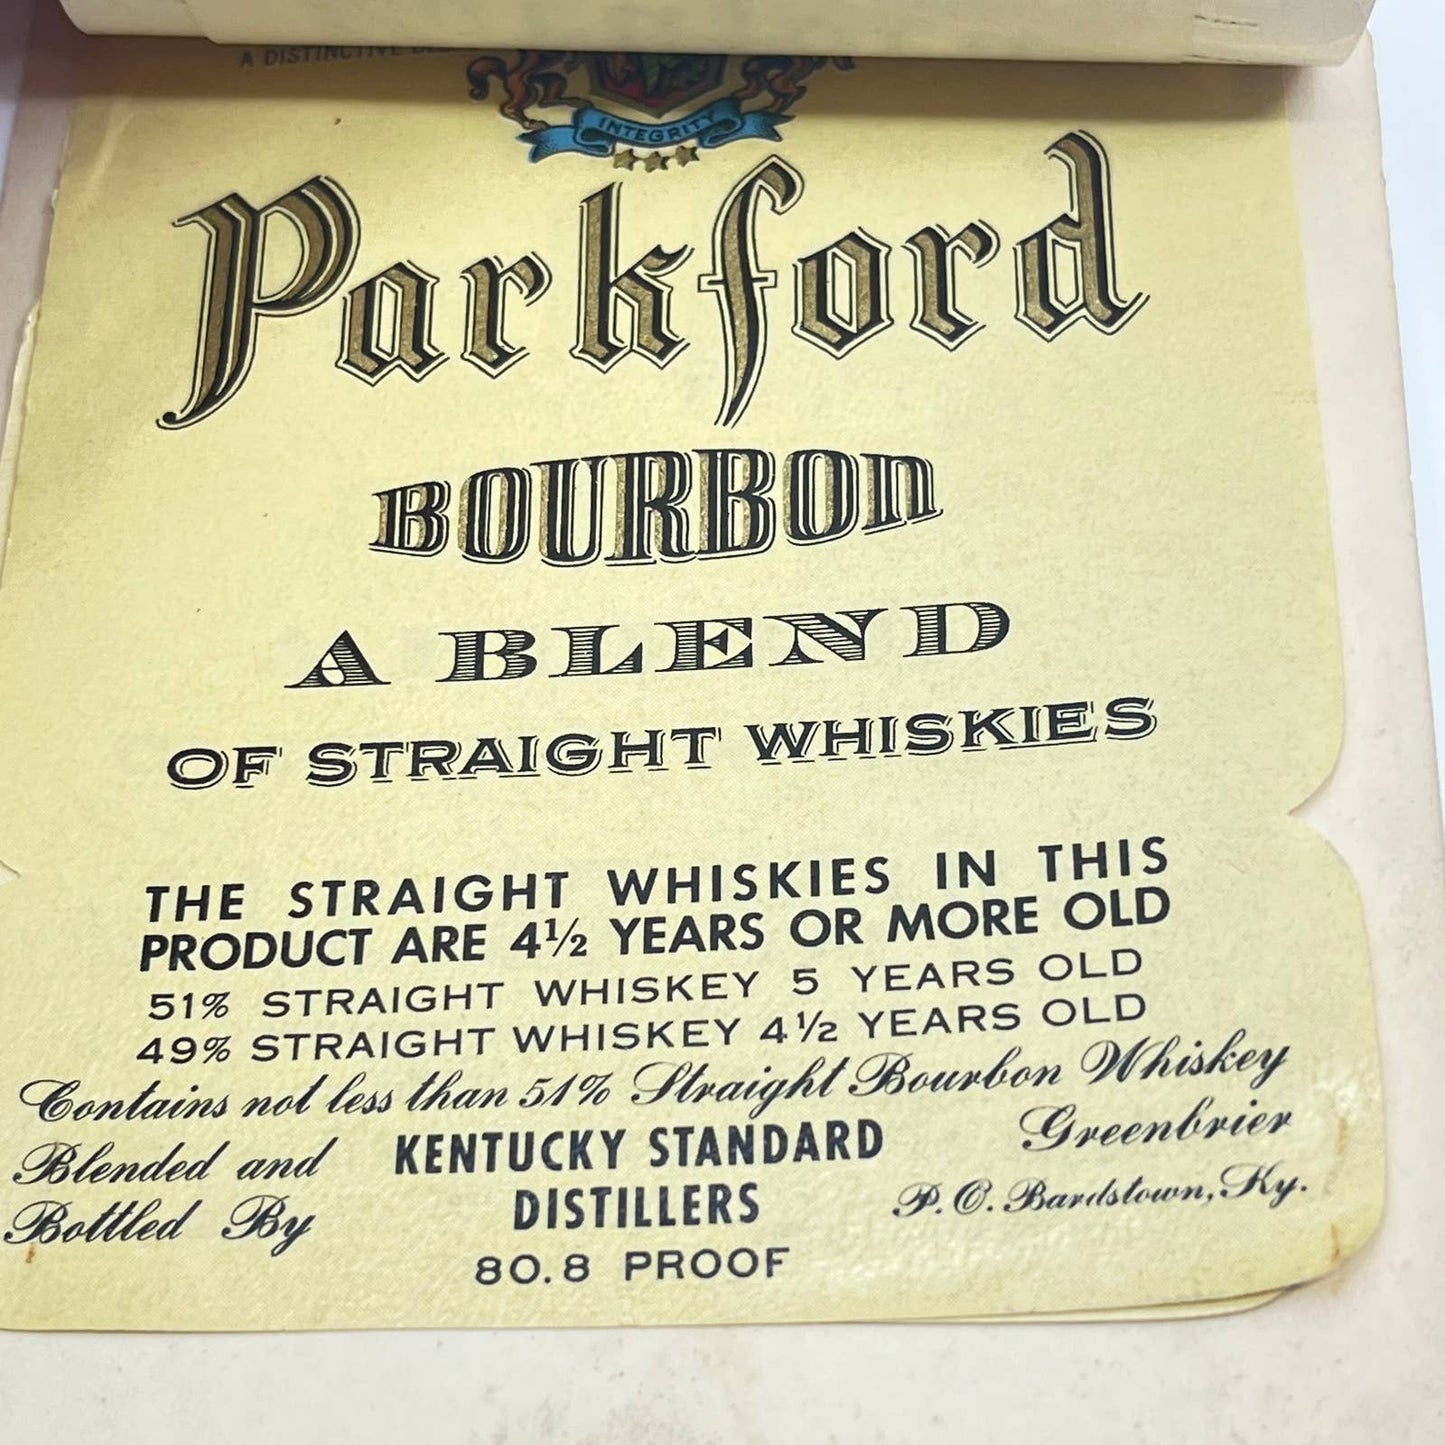 A DISTINCTIVE
INTEGRITY
Parkford
BOURBON
A BLEND
OF STRAIGHT WHISKIES
THE STRAIGHT WHISKIES IN THIS
PRODUCT ARE 4½ YEARS OR MORE OLD
51% STRAIGHT WHISKEY 5 YEARS OLD
49% STRAIGHT WHISKEY 4½ YEARS OLD
Contains not less than 51% Straight Bourbon Whiskey
Blended and
Bottled By
KENTUCKY STANDARD
DISTILLERS
Greenbrier
P.O. Bardstown, Ky.
80.8 PROOF